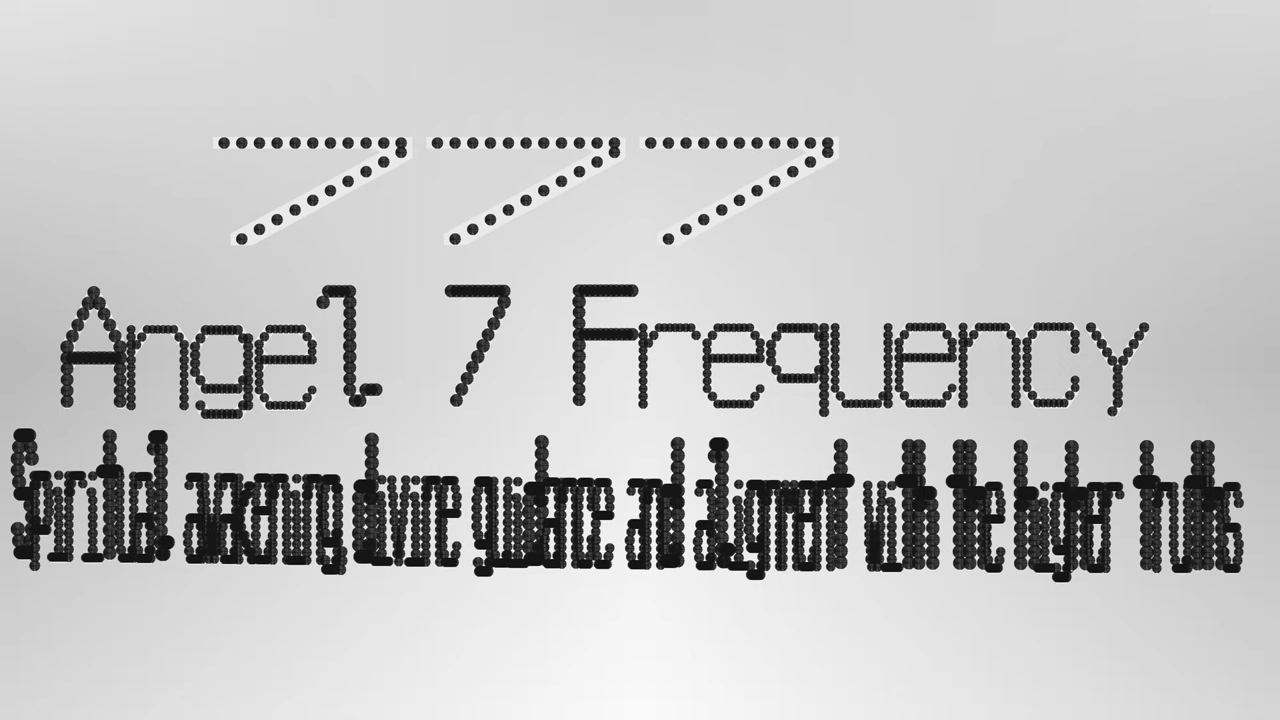 777
Angel 7 Frequency
Spiritual awakening, divine guidance and alignment with the higher truths